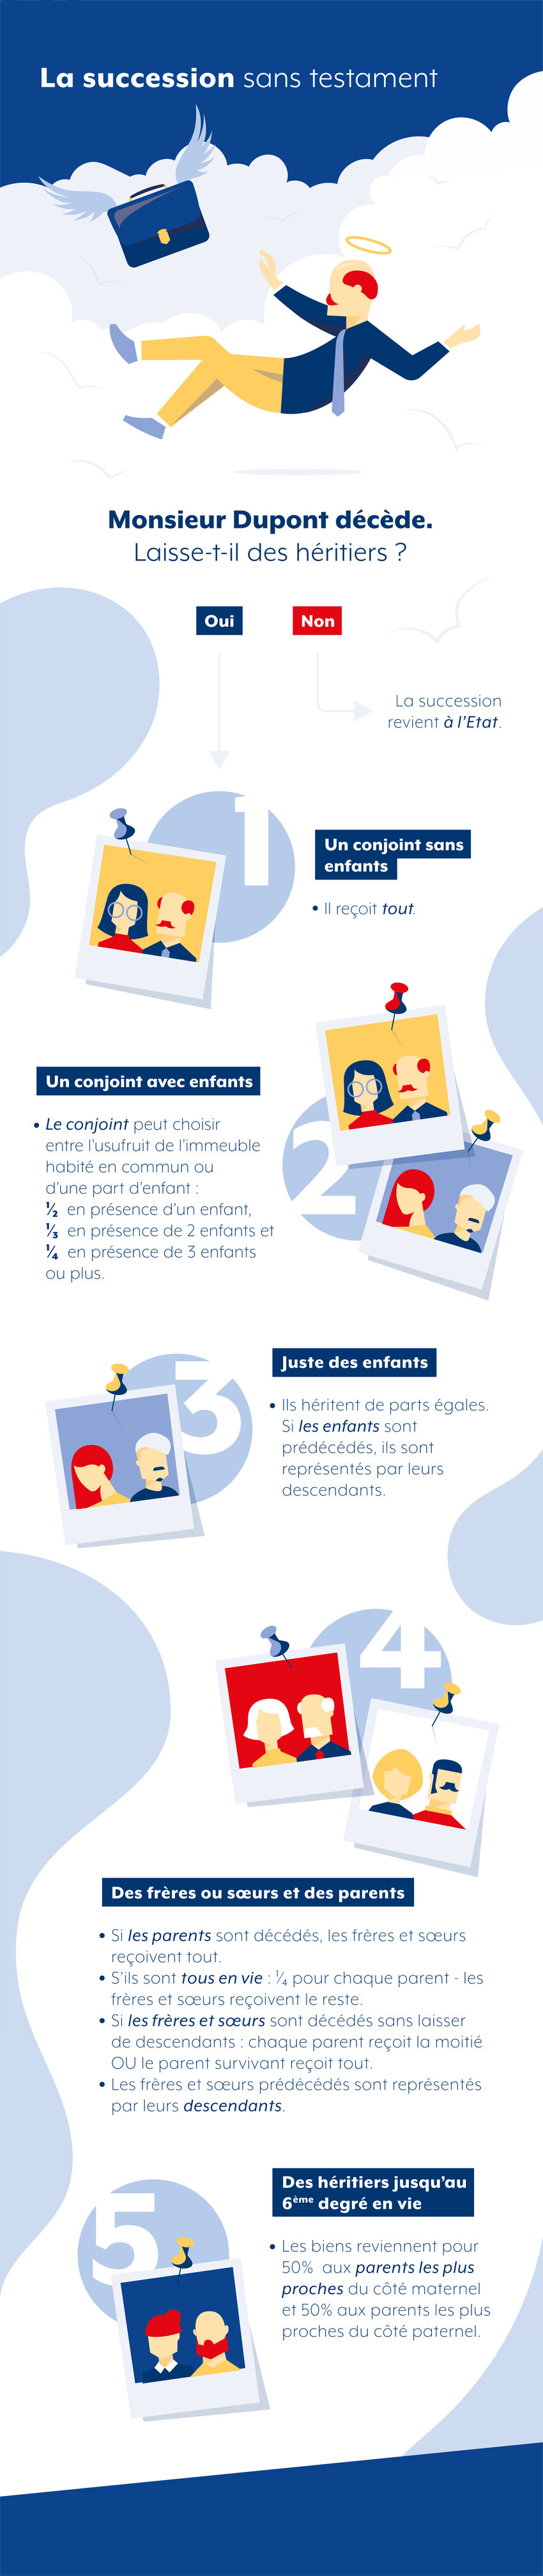 La succession sans testament
Monsieur Dupont décède.
Laisse-t-il des héritiers ?
Oui
Non
La succession
revient à l'Etat.
1
Un conjoint sans
enfants
• Il reçoit tout.
2
Un conjoint avec enfants
• Le conjoint peut choisir
entre l'usufruit de l'immeuble
habité en commun ou
d'une part d'enfant :
½ en présence d'un enfant,
⅓ en présence de 2 enfants et
¼ en présence de 3 enfants
ou plus.
3
Juste des enfants
• Ils héritent de parts égales.
Si les enfants sont
prédécédés, ils sont
représentés par leurs
descendants.
4
Des frères ou sœurs et des parents
• Si les parents sont décédés, les frères et sœurs
reçoivent tout.
• S'ils sont tous en vie : ¼ pour chaque parent - les
frères et sœurs reçoivent le reste.
• Si les frères et sœurs sont décédés sans laisser
de descendants : chaque parent reçoit la moitié
OU le parent survivant reçoit tout.
• Les frères et sœurs prédécédés sont représentés
par leurs descendants.
5
Des héritiers jusqu'au
6ème degré en vie
• Les biens reviennent pour
50% aux parents les plus
proches du côté maternel
et 50% aux parents les plus
proches du côté paternel.